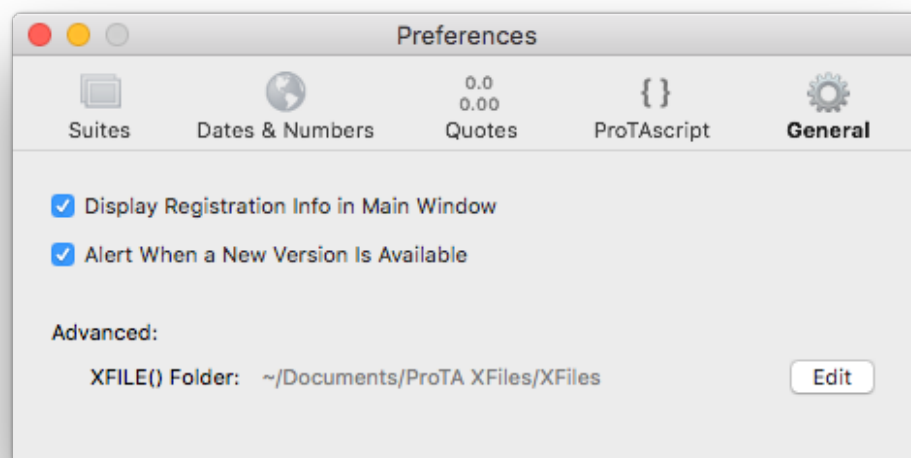 Preferences
0.0
0.00
{ }
Suites Dates & Numbers Quotes ProTAscript General
Display Registration Info in Main Window
Alert When a New Version Is Available
Advanced:
XFILE() Folder: ~/Documents/ProTA XFiles/XFiles Edit